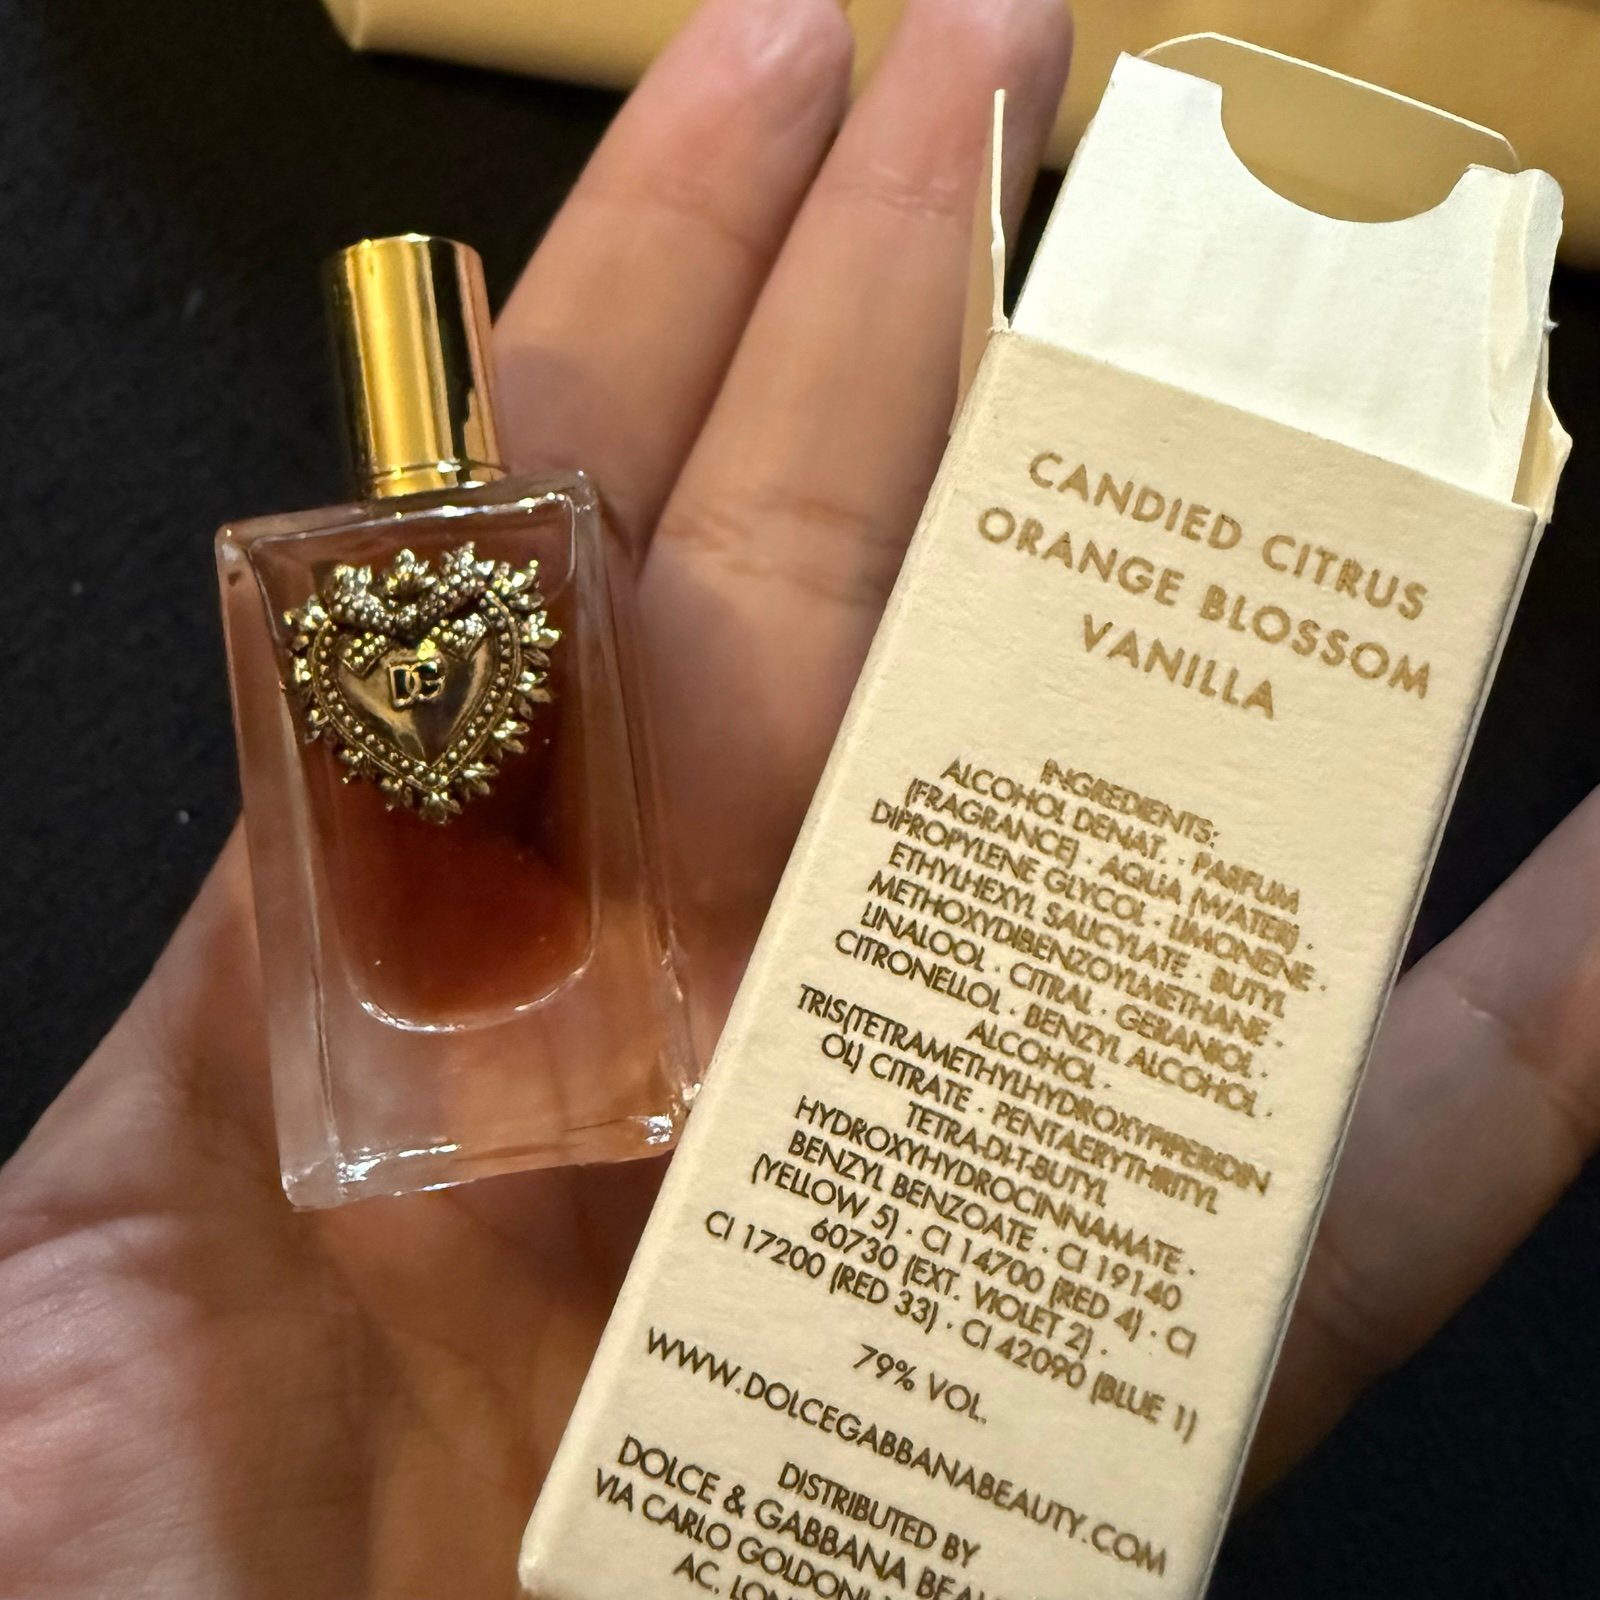 DG
CANDIED CITRUS
ORANGE BLOSSOM
VANILLA
INGREDIENTS:
ALCOHOL DENAT. · PARFUM
(FRAGRANCE) · AQUA (WATER) ·
DIPROPYLENE GLYCOL · LIMONENE ·
ETHYLHEXYL SALICYLATE · BUTYL
METHOXYDIBENZOYLMETHANE ·
LINALOOL · CITRAL · GERANIOL ·
CITRONELLOL · BENZYL ALCOHOL ·
ALCOHOL ·
TRIS(TETRAMETHYLHYDROXYPIPERIDIN
OL) CITRATE · PENTAERYTHRITYL
TETRA-DI-T-BUTYL
HYDROXYHYDROCINNAMATE ·
BENZYL BENZOATE · CI 19140
(YELLOW 5) · CI 14700 (RED 4) · CI
60730 (EXT. VIOLET 2) ·
CI 17200 (RED 33) · CI 42090 (BLUE 1)
79% VOL.
WWW.DOLCEGABBANABEAUTY.COM
DISTRIBUTED BY
DOLCE & GABBANA
VIA CARLO GOLDONI
AC.